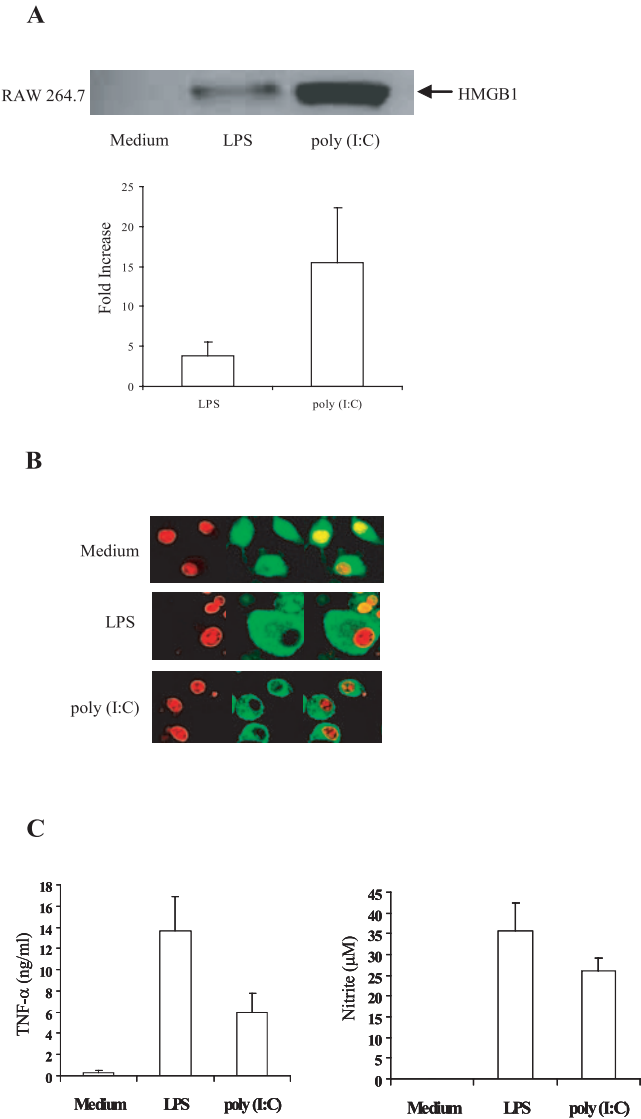 A
RAW 264.7
HMGB1
Medium LPS poly (I:C)
Fold Increase
25
20
15
10
5
0
LPS poly (I:C)
B
Medium
LPS
poly (I:C)
C
TNF-α (ng/ml)
18
16
14
12
10
8
6
4
2
0
Medium LPS poly (I:C)
Nitrite (μM)
45
40
35
30
25
20
15
10
5
0
Medium LPS poly (I:C)